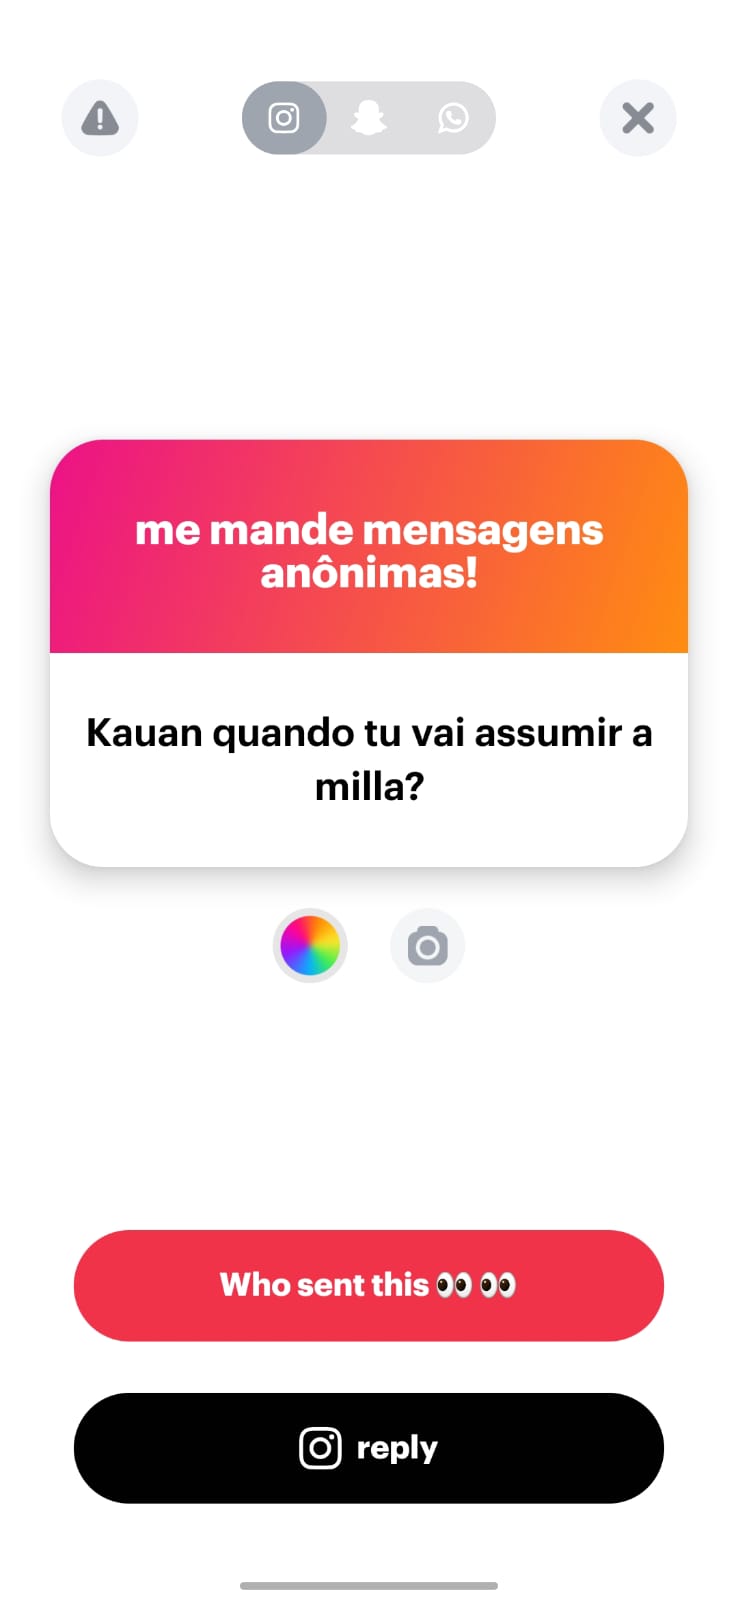 me mande mensagens
anônimas!
Kauan quando tu vai assumir a
milla?
Who sent this 👀 👀
reply